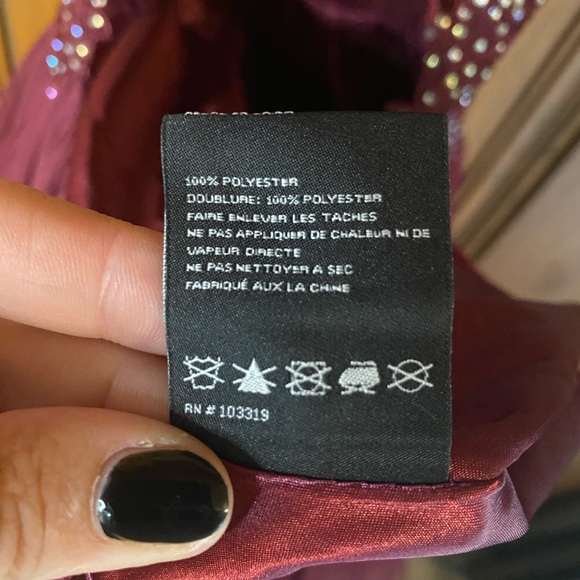 100% POLYESTER
DOUBLURE: 100% POLYESTER
FAIRE ENLEVER LES TACHES
NE PAS APPLIQUER DE CHALEUR NI DE
VAPEUR DIRECTE
NE PAS NETTOYER A SEC
FABRIQUÉ AUX LA CHINE
RN # 103319